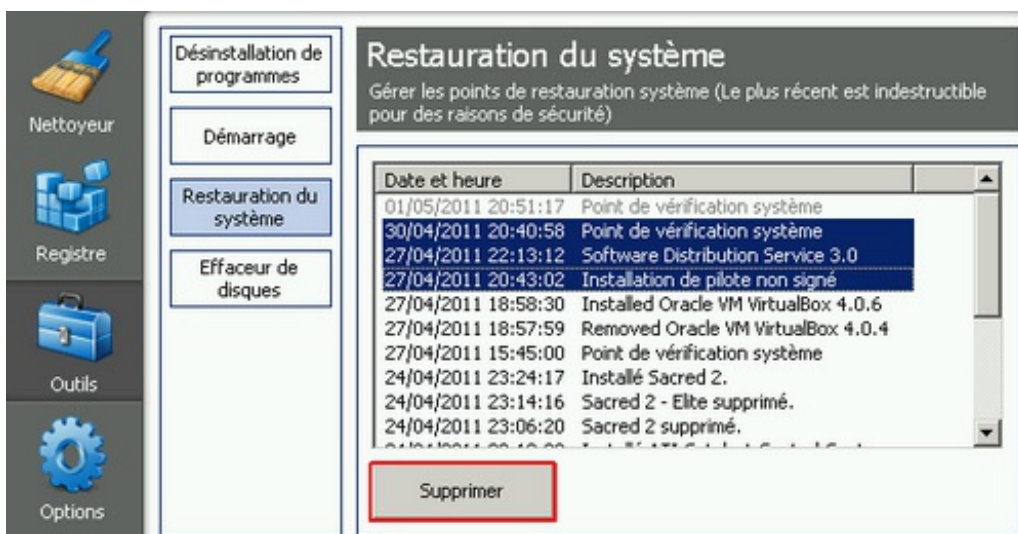 Nettoyeur
Registre
Outils
Options
Désinstallation de
programmes
Démarrage
Restauration du
système
Effaceur de
disques
Restauration du système
Gérer les points de restauration système (Le plus récent est indestructible
pour des raisons de sécurité)
Date et heure Description
01/05/2011 20:51:17 Point de vérification système
30/04/2011 20:40:58 Point de vérification système
27/04/2011 22:13:12 Software Distribution Service 3.0
27/04/2011 20:43:02 Installation de pilote non signé
27/04/2011 18:58:30 Installed Oracle VM VirtualBox 4.0.6
27/04/2011 18:57:59 Removed Oracle VM VirtualBox 4.0.4
27/04/2011 15:45:00 Point de vérification système
24/04/2011 23:24:17 Installé Sacred 2.
24/04/2011 23:14:16 Sacred 2 - Elite supprimé.
24/04/2011 23:06:20 Sacred 2 supprimé.
Supprimer